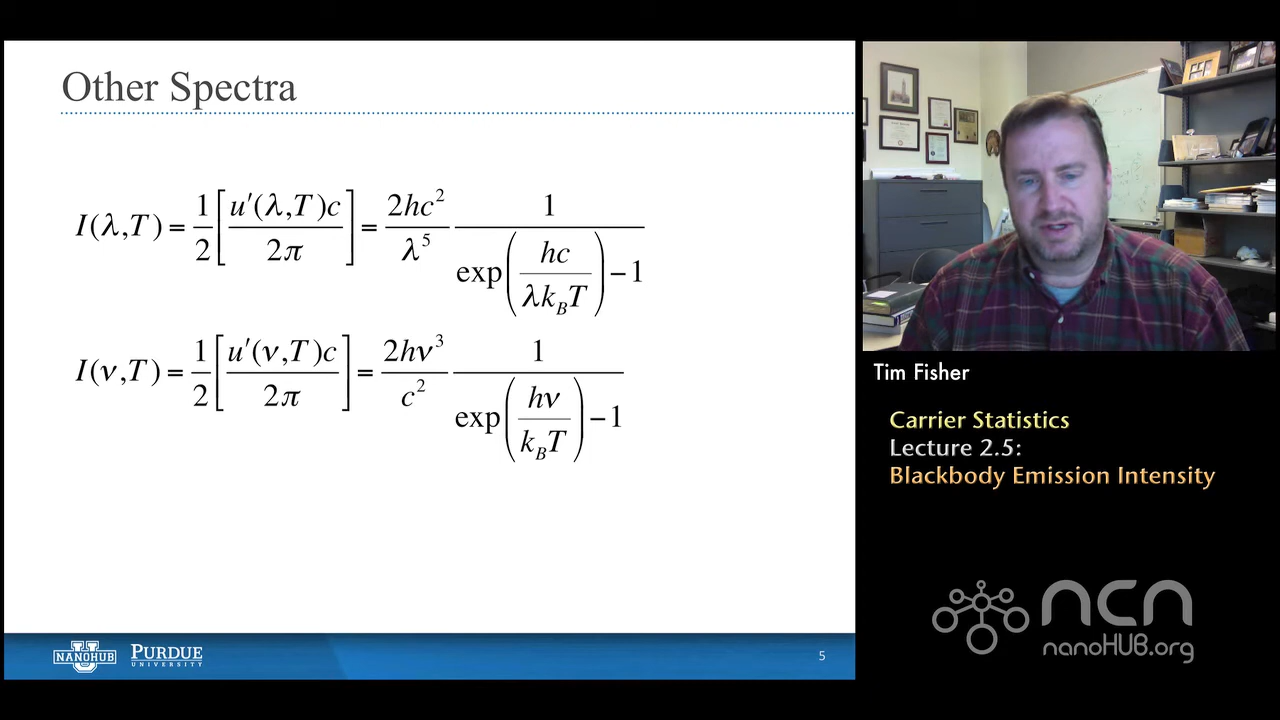 Other Spectra
I(λ,T) = 1/2 [u′(λ,T)c / 2π] = 2hc² / λ⁵ 1 / exp(hc / λk_BT) − 1
I(ν,T) = 1/2 [u′(ν,T)c / 2π] = 2hν³ / c² 1 / exp(hν / k_BT) − 1
Tim Fisher
Carrier Statistics
Lecture 2.5:
Blackbody Emission Intensity
ncn
nanoHUB.org
U
NANOHUB
PURDUE
UNIVERSITY
5